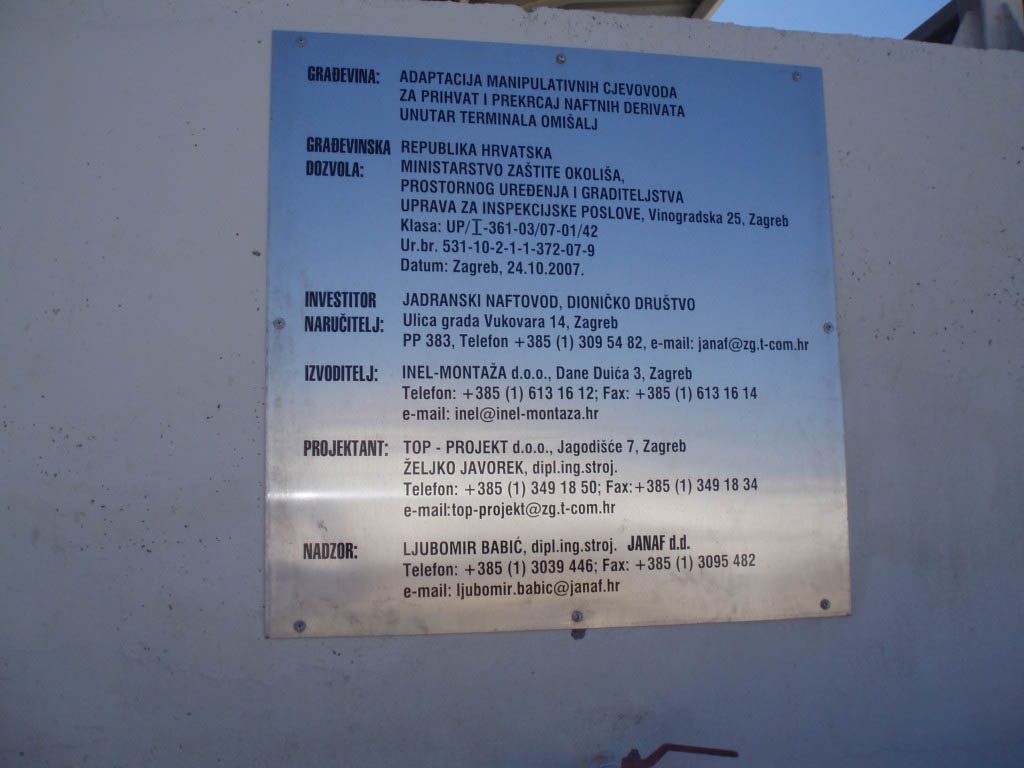 GRAĐEVINA: ADAPTACIJA MANIPULATIVNIH CJEVOVODA
ZA PRIHVAT I PREKRCAJ NAFTNIH DERIVATA
UNUTAR TERMINALA OMIŠALJ
GRAĐEVINSKA REPUBLIKA HRVATSKA
DOZVOLA: MINISTARSTVO ZAŠTITE OKOLIŠA,
PROSTORNOG UREĐENJA I GRADITELJSTVA
UPRAVA ZA INSPEKCIJSKE POSLOVE, Vinogradska 25, Zagreb
Klasa: UP/I-361-03/07-01/42
Ur.br. 531-10-2-1-1-372-07-9
Datum: Zagreb, 24.10.2007.
INVESTITOR JADRANSKI NAFTOVOD, DIONIČKO DRUŠTVO
NARUČITELJ: Ulica grada Vukovara 14, Zagreb
PP 383, Telefon +385 (1) 309 54 82, e-mail: janaf@zg.t-com.hr
IZVODITELJ: INEL-MONTAŽA d.o.o., Dane Duića 3, Zagreb
Telefon: +385 (1) 613 16 12; Fax: +385 (1) 613 16 14
e-mail: inel@inel-montaza.hr
PROJEKTANT: TOP - PROJEKT d.o.o., Jagodišće 7, Zagreb
ŽELJKO JAVOREK, dipl.ing.stroj.
Telefon: +385 (1) 349 18 50; Fax:+385 (1) 349 18 34
e-mail:top-projekt@zg.t-com.hr
NADZOR: LJUBOMIR BABIĆ, dipl.ing.stroj. JANAF d.d.
Telefon: +385 (1) 3039 446; Fax: +385 (1) 3095 482
e-mail: ljubomir.babic@janaf.hr